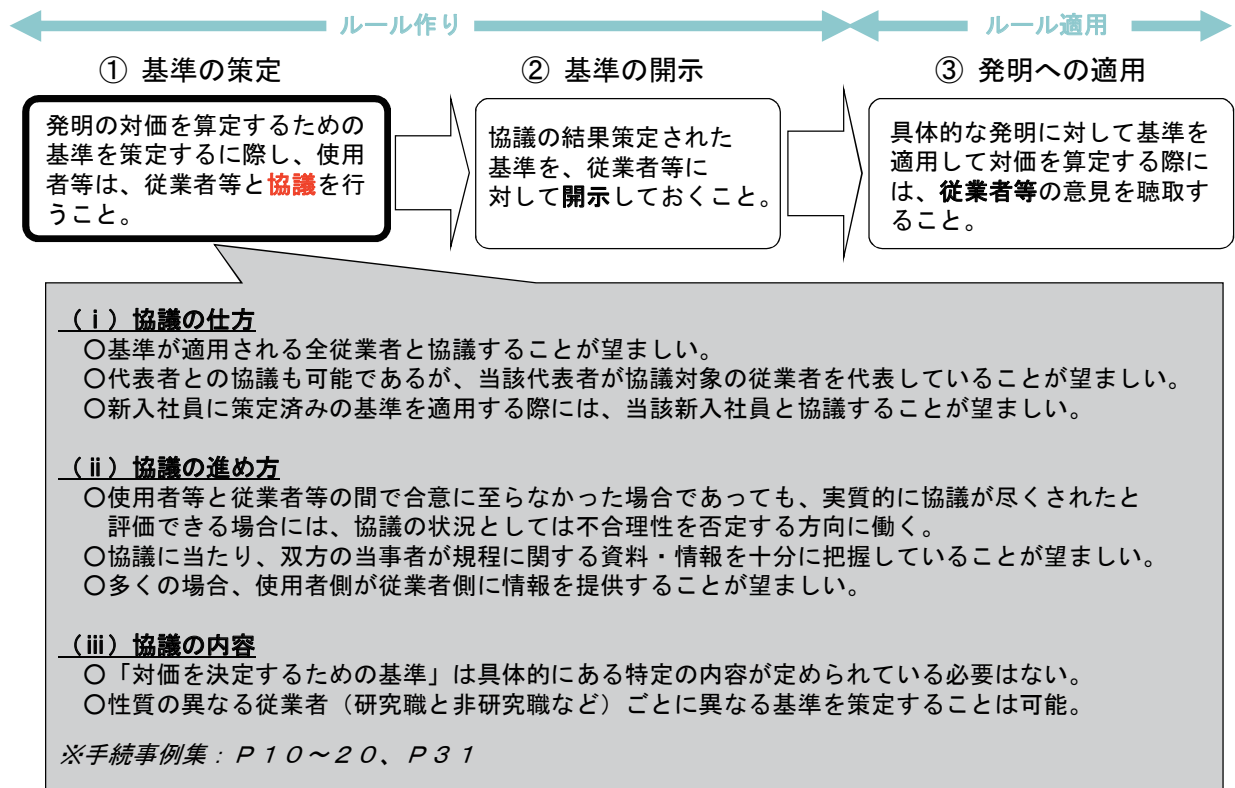 ルール作り
ルール適用
① 基準の策定
② 基準の開示
③ 発明への適用
発明の対価を算定するための
基準を策定するに際し、使用
者等は、従業者等と協議を行
うこと。
協議の結果策定された
基準を、従業者等に
対して開示しておくこと。
具体的な発明に対して基準を
適用して対価を算定する際に
は、従業者等の意見を聴取す
ること。
（ⅰ）協議の仕方
○基準が適用される全従業者と協議することが望ましい。
○代表者との協議も可能であるが、当該代表者が協議対象の従業者を代表していることが望ましい。
○新入社員に策定済みの基準を適用する際には、当該新入社員と協議することが望ましい。
（ⅱ）協議の進め方
○使用者等と従業者等の間で合意に至らなかった場合であっても、実質的に協議が尽くされたと
評価できる場合には、協議の状況としては不合理性を否定する方向に働く。
○協議に当たり、双方の当事者が規程に関する資料・情報を十分に把握していることが望ましい。
○多くの場合、使用者側が従業者側に情報を提供することが望ましい。
（ⅲ）協議の内容
○「対価を決定するための基準」は具体的にある特定の内容が定められている必要はない。
○性質の異なる従業者（研究職と非研究職など）ごとに異なる基準を策定することは可能。
※手続事例集：Ｐ１０～２０、Ｐ３１